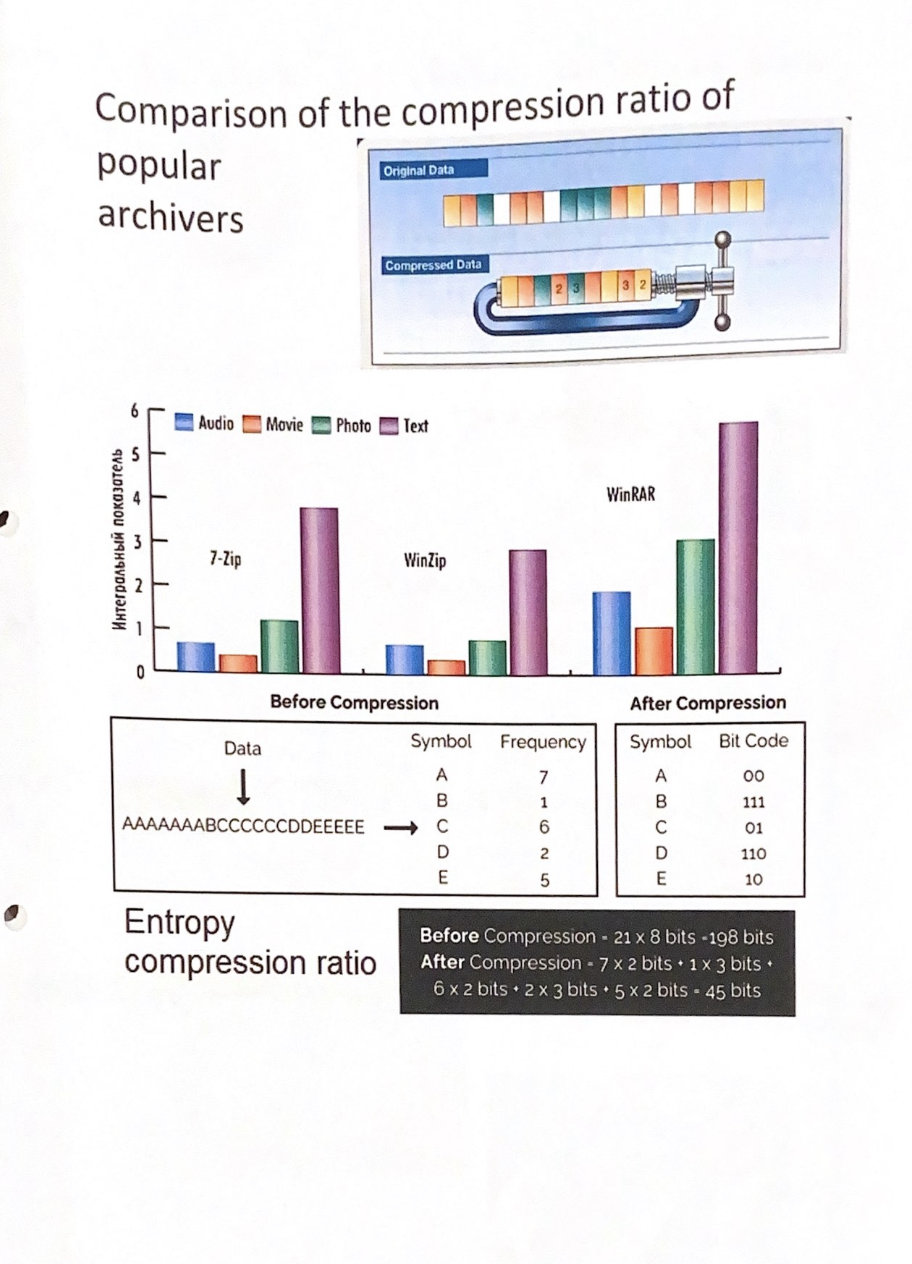 Comparison of the compression ratio of
popular
archivers
Original Data
Compressed Data
2 3 3 2
6
Audio Movie Photo Text
5
4
3
2
1
0
Интегральный показатель
7-Zip
WinZip
WinRAR
Before Compression
After Compression
Data
AAAAAAABCCCCCCDDEEEEE
Symbol Frequency
A 7
B 1
C 6
D 2
E 5
Symbol Bit Code
A 00
B 111
C 01
D 110
E 10
Entropy
compression ratio
Before Compression - 21 x 8 bits -198 bits
After Compression - 7 x 2 bits + 1 x 3 bits +
6 x 2 bits + 2 x 3 bits + 5 x 2 bits = 45 bits